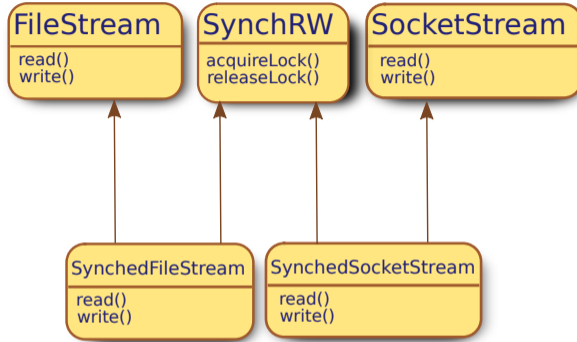 FileStream
read()
write()
SynchRW
acquireLock()
releaseLock()
SocketStream
read()
write()
SynchedFileStream
read()
write()
SynchedSocketStream
read()
write()